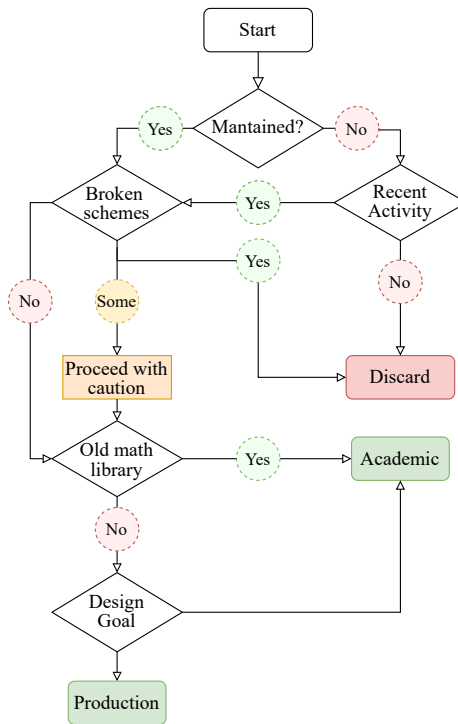 Start
Mantained?
Yes
No
Broken
schemes
Yes
Recent
Activity
Yes
No
Some
No
Proceed with
caution
Discard
Old math
library
Yes
Academic
No
Design
Goal
Production